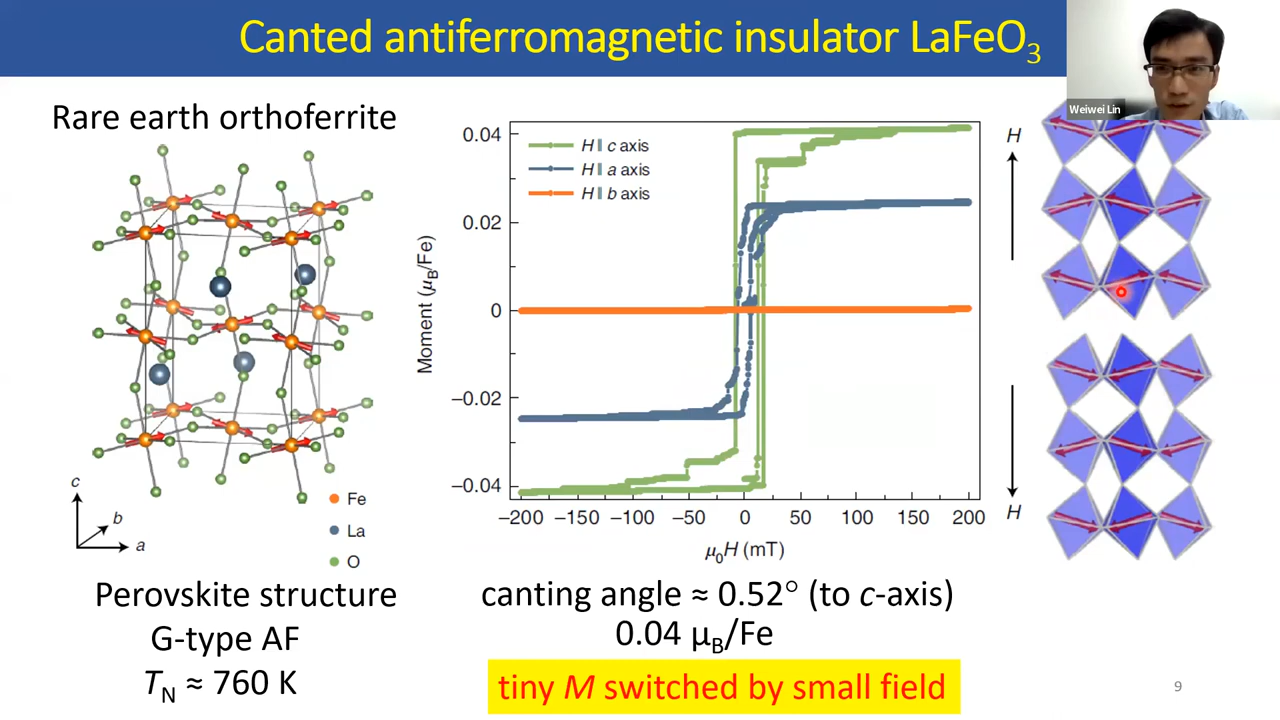 Canted antiferromagnetic insulator LaFeO₃
Weiwei Lin
Rare earth orthoferrite
c
b
a
Fe
La
O
Perovskite structure
G-type AF
T_N ≈ 760 K
Moment (μ_B/Fe)
0.04
0.02
0
−0.02
−0.04
H ∥ c axis
H ∥ a axis
H ∥ b axis
−200 −150 −100 −50 0 50 100 150 200
μ₀H (mT)
canting angle ≈ 0.52° (to c-axis)
0.04 μ_B/Fe
tiny M switched by small field
H
H
9